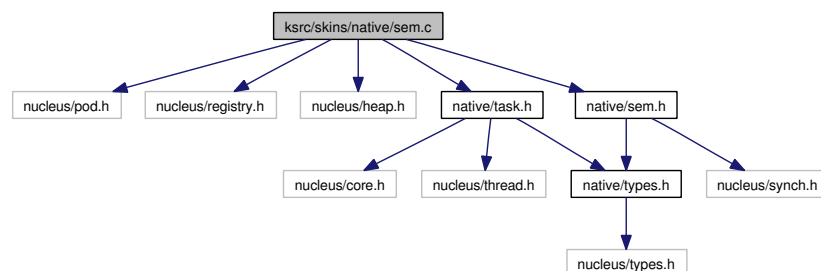 ksrc/skins/native/sem.c
nucleus/pod.h
nucleus/registry.h
nucleus/heap.h
native/task.h
native/sem.h
nucleus/core.h
nucleus/thread.h
native/types.h
nucleus/synch.h
nucleus/types.h